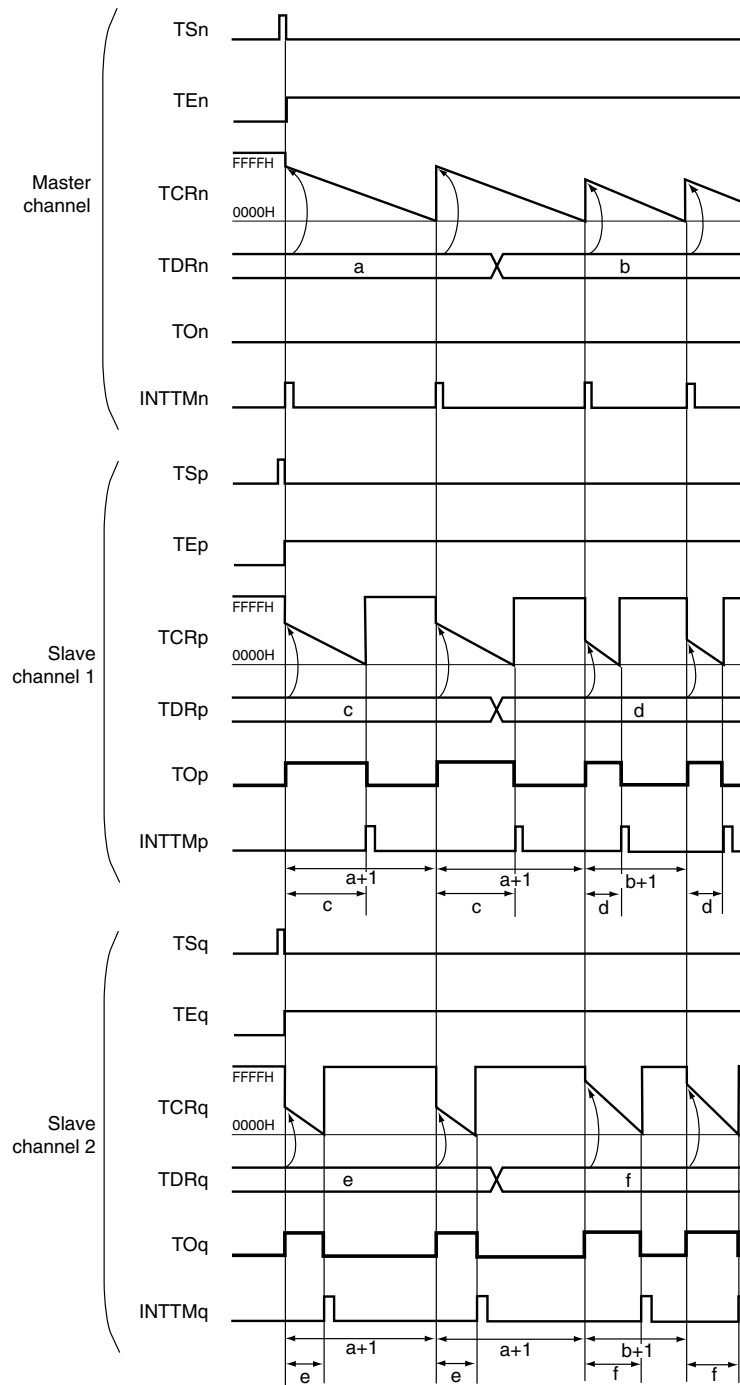 TSn
TEn
FFFFH
Master
channel
TCRn
0000H
TDRn
a
b
TOn
INTTMn
TSp
TEp
FFFFH
TCRp
Slave
channel 1
0000H
TDRp
c
d
TOp
INTTMp
a+1
a+1
b+1
c
c
d
d
TSq
TEq
FFFFH
TCRq
Slave
channel 2
0000H
TDRq
e
f
TOq
INTTMq
a+1
a+1
b+1
e
e
f
f